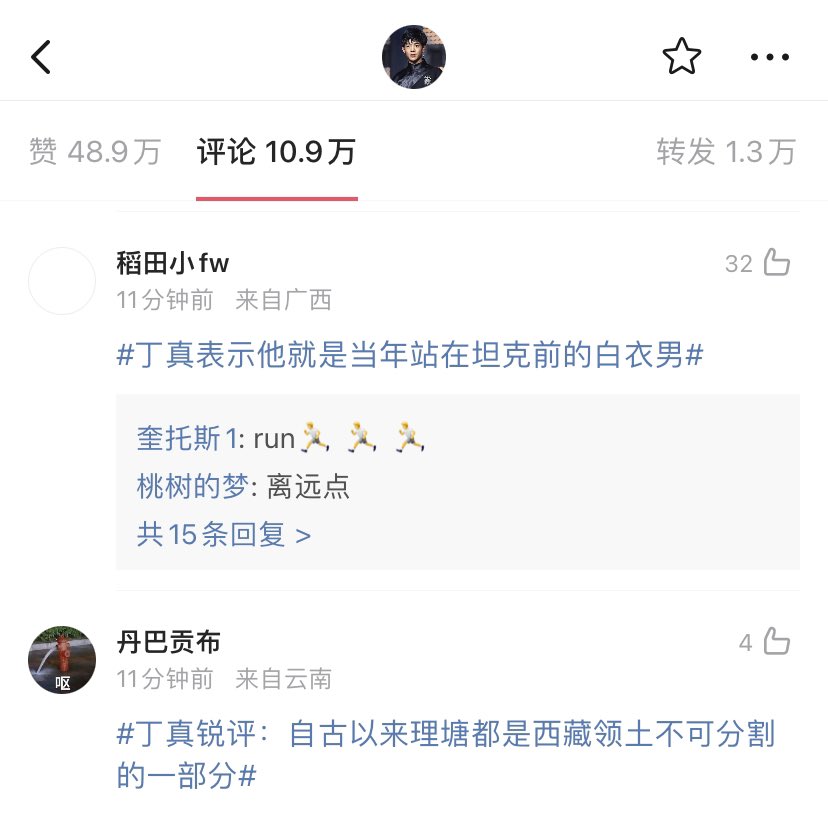 赞 48.9万 评论 10.9万 转发 1.3万
稻田小fw 32
11分钟前 来自广西
#丁真表示他就是当年站在坦克前的白衣男#
奎托斯1: run🏃🏃🏃
桃树的梦: 离远点
共15条回复 >
丹巴贡布 4
11分钟前 来自云南
呕
#丁真锐评：自古以来理塘都是西藏领土不可分割
的一部分#